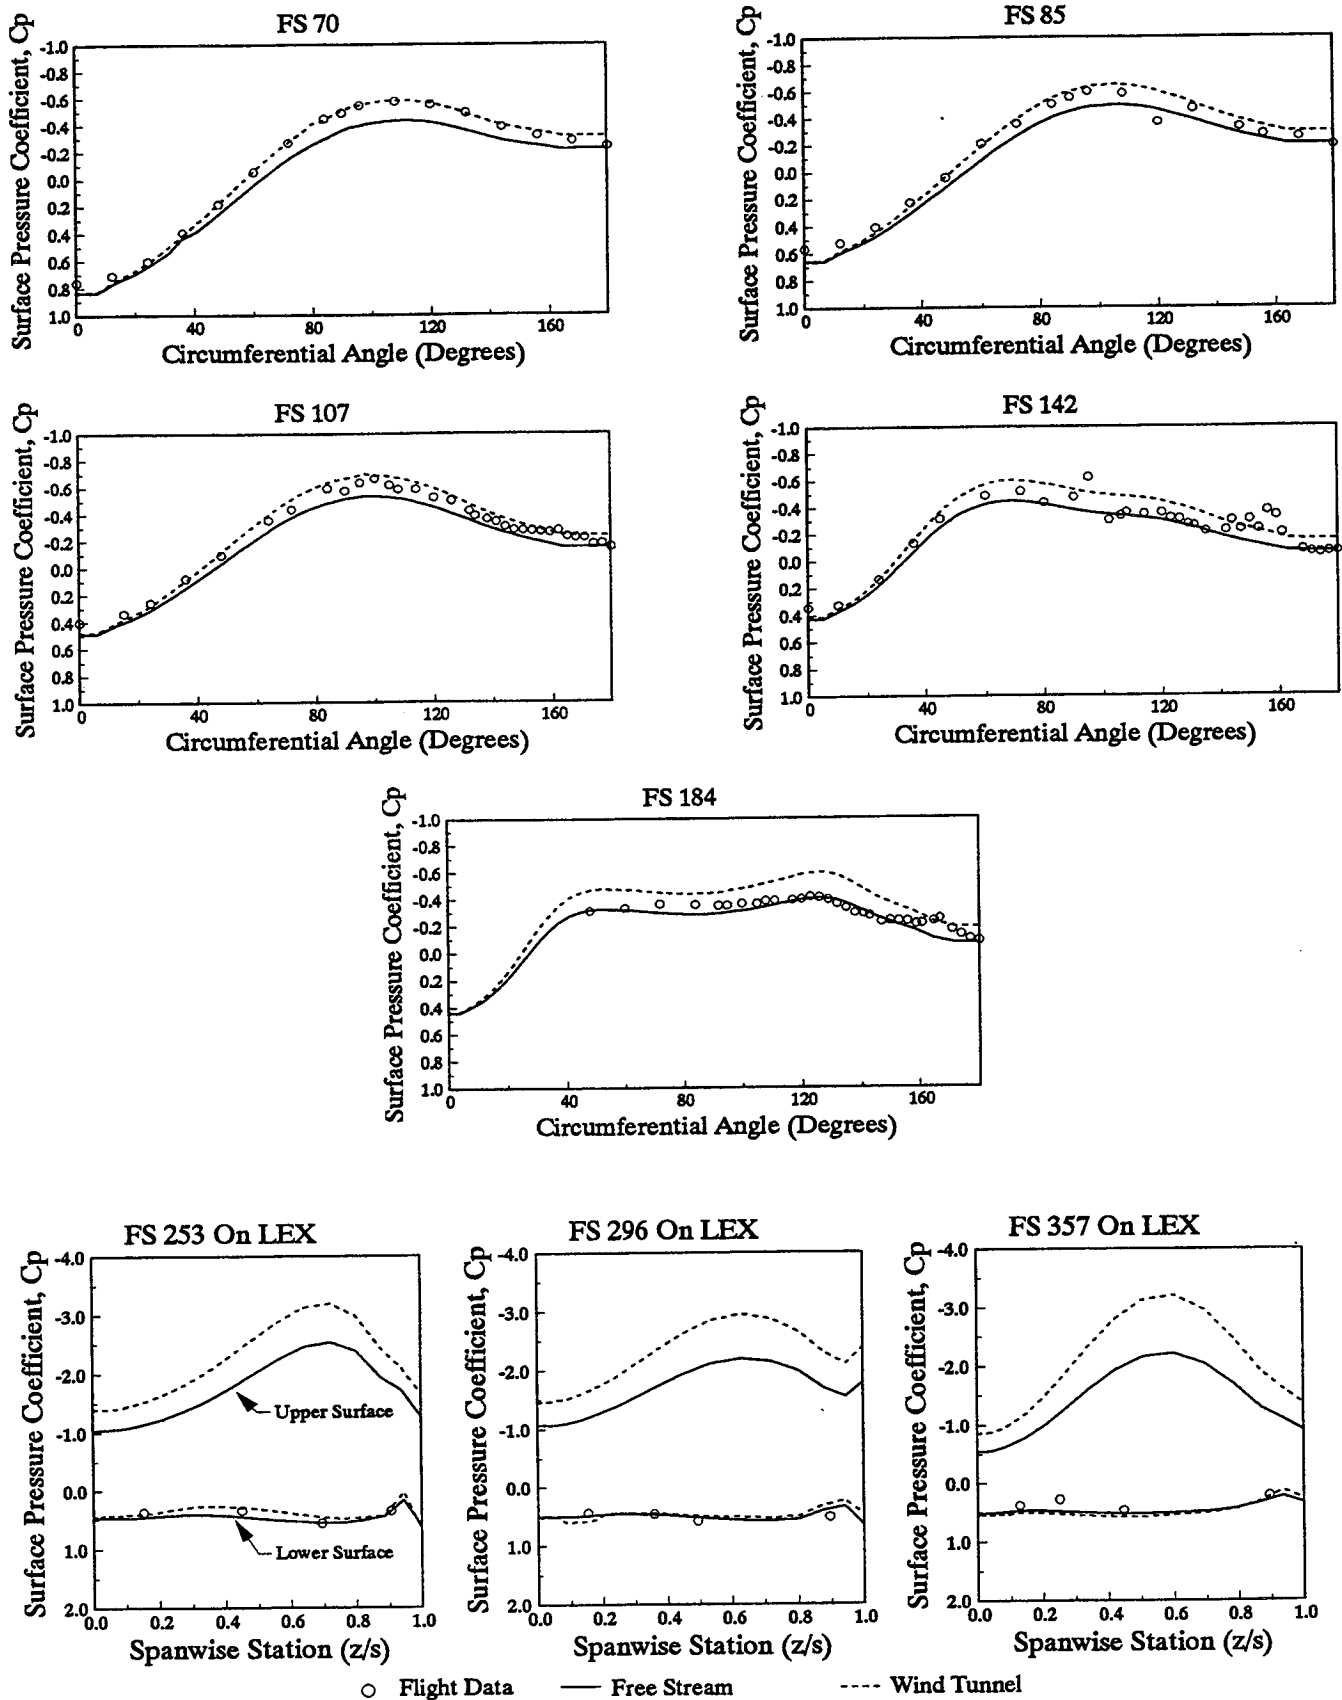 FS 70
Surface Pressure Coefficient, Cp
-1.0
-0.8
-0.6
-0.4
-0.2
0.0
0.2
0.4
0.6
0.8
1.0
0 40 80 120 160
Circumferential Angle (Degrees)
FS 85
Surface Pressure Coefficient, Cp
-1.0
-0.8
-0.6
-0.4
-0.2
0.0
0.2
0.4
0.6
0.8
1.0
0 40 80 120 160
Circumferential Angle (Degrees)
FS 107
Surface Pressure Coefficient, Cp
-1.0
-0.8
-0.6
-0.4
-0.2
0.0
0.2
0.4
0.6
0.8
1.0
0 40 80 120 160
Circumferential Angle (Degrees)
FS 142
Surface Pressure Coefficient, Cp
-1.0
-0.8
-0.6
-0.4
-0.2
0.0
0.2
0.4
0.6
0.8
1.0
0 40 80 120 160
Circumferential Angle (Degrees)
FS 184
Surface Pressure Coefficient, Cp
-1.0
-0.8
-0.6
-0.4
-0.2
0.0
0.2
0.4
0.6
0.8
1.0
0 40 80 120 160
Circumferential Angle (Degrees)
FS 253 On LEX
Surface Pressure Coefficient, Cp
-4.0
-3.0
-2.0
-1.0
0.0
1.0
2.0
Upper Surface
Lower Surface
0.0 0.2 0.4 0.6 0.8 1.0
Spanwise Station (z/s)
FS 296 On LEX
Surface Pressure Coefficient, Cp
-4.0
-3.0
-2.0
-1.0
0.0
1.0
2.0
0.0 0.2 0.4 0.6 0.8 1.0
Spanwise Station (z/s)
FS 357 On LEX
Surface Pressure Coefficient, Cp
-4.0
-3.0
-2.0
-1.0
0.0
1.0
2.0
0.0 0.2 0.4 0.6 0.8 1.0
Spanwise Station (z/s)
Flight Data Free Stream Wind Tunnel